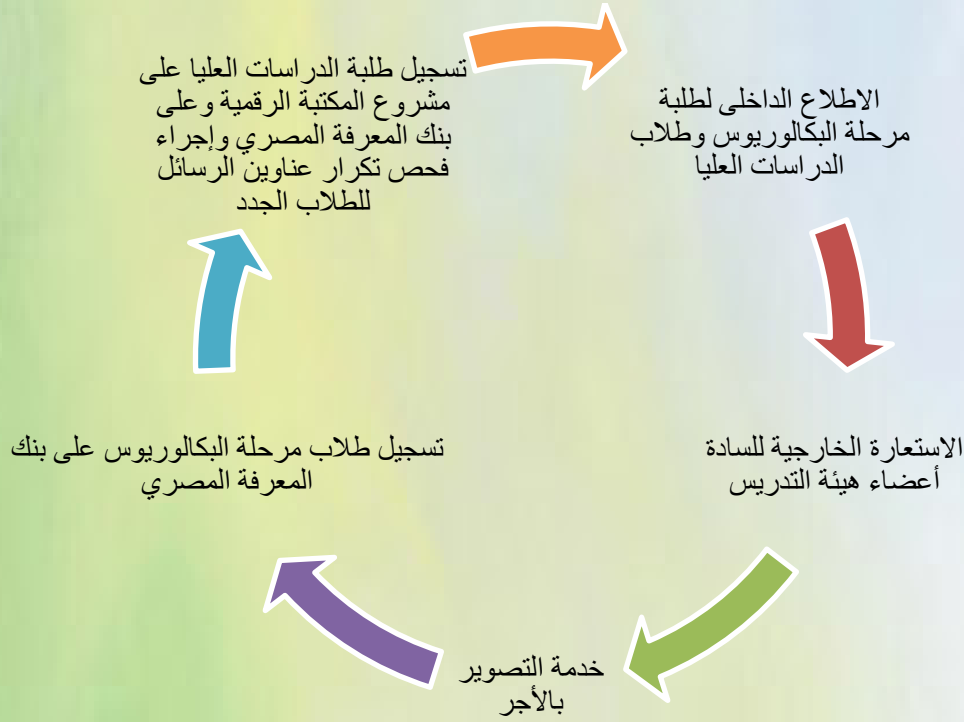 الاطلاع الداخلى لطلبة
مرحلة البكالوريوس وطلاب
الدراسات العليا
الاستعارة الخارجية للسادة
أعضاء هيئة التدريس
خدمة التصوير
بالأجر
تسجيل طلاب مرحلة البكالوريوس على بنك
المعرفة المصري
تسجيل طلبة الدراسات العليا على
مشروع المكتبة الرقمية وعلى
بنك المعرفة المصري وإجراء
فحص تكرار عناوين الرسائل
للطلاب الجدد